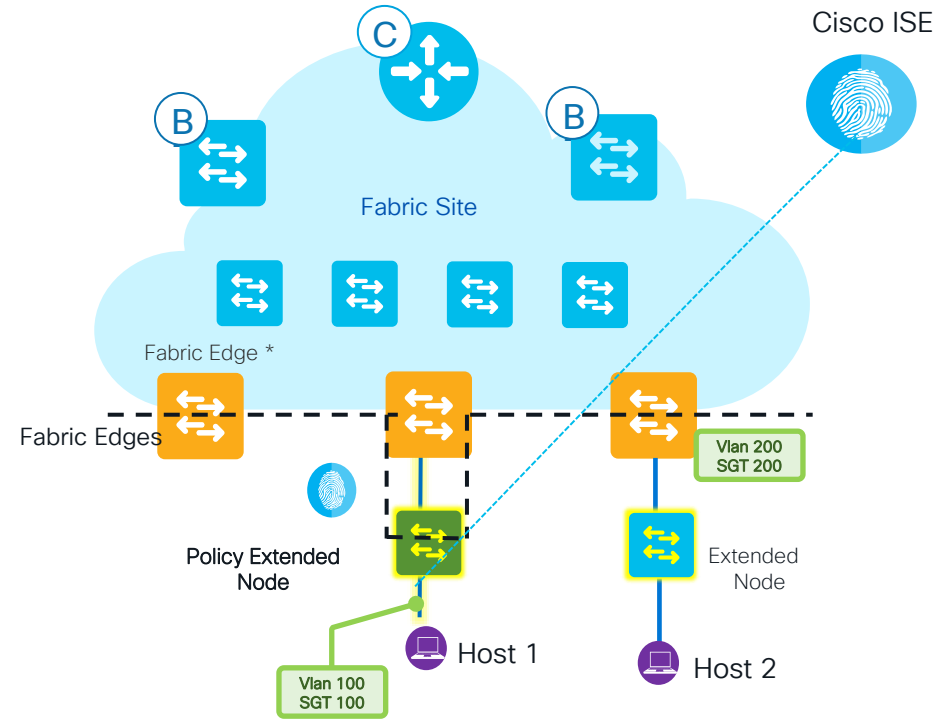 Cisco ISE
C
B
B
Fabric Site
Fabric Edge *
Fabric Edges
Vlan 200
SGT 200
Policy Extended
Node
Extended
Node
Host 1
Host 2
Vlan 100
SGT 100